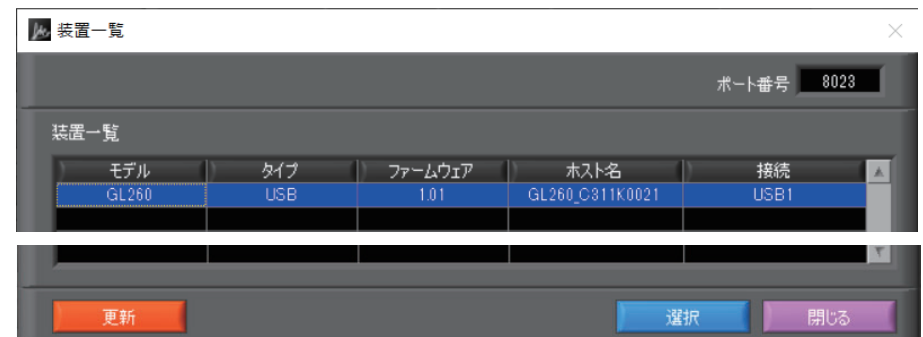 装置一覧
ポート番号 8023
装置一覧
モデル タイプ ファームウェア ホスト名 接続
GL260 USB 1.01 GL260_C311K0021 USB1
更新 選択 閉じる